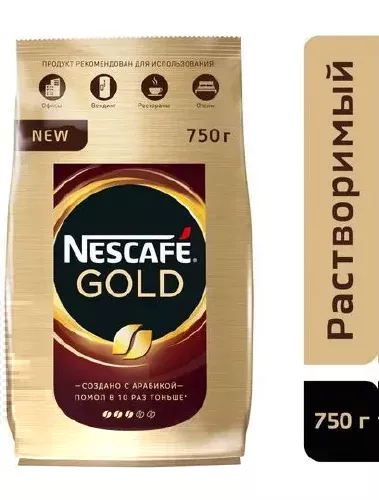 ПРОДУКТ РЕКОМЕНДОВАН ДЛЯ ИСПОЛЬЗОВАНИЯ
Офисы Вендинг Рестораны Отели
NEW 750 г
NESCAFÉ®
GOLD
СОЗДАНО С АРАБИКОЙ
ПОМОЛ В 10 РАЗ ТОНЬШЕ*
Растворимый
750 г